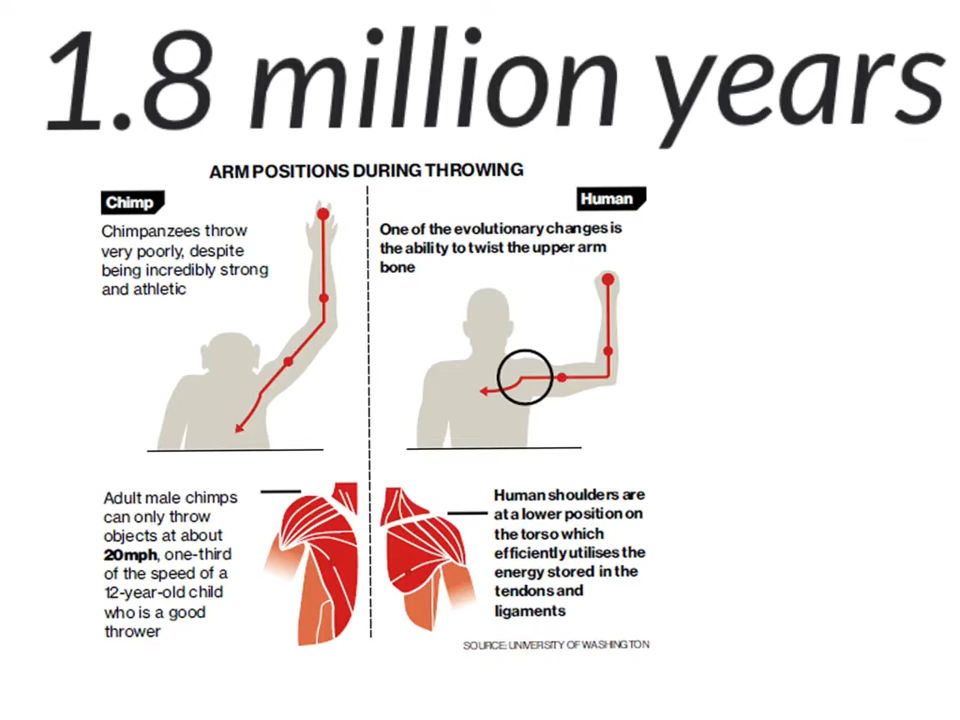 1.8 million years
ARM POSITIONS DURING THROWING
Chimp
Chimpanzees throw
very poorly, despite
being incredibly strong
and athletic
Human
One of the evolutionary changes is
the ability to twist the upper arm
bone
Adult male chimps
can only throw
objects at about
20mph, one-third
of the speed of a
12-year-old child
who is a good
thrower
Human shoulders are
at a lower position on
the torso which
efficiently utilises the
energy stored in the
tendons and
ligaments
SOURCE: UNIVERSITY OF WASHINGTON